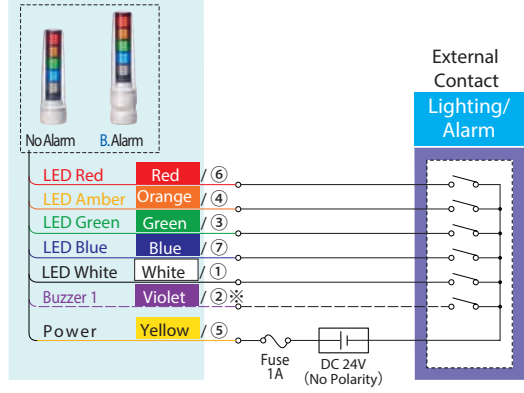 External
Contact
Lighting/
Alarm
No Alarm B.Alarm
LED Red Red / ⑥
LED Amber Orange / ④
LED Green Green / ③
LED Blue Blue / ⑦
LED White White / ①
Buzzer 1 Violet / ②※
Power Yellow / ⑤
Fuse
1A
DC 24V
(No Polarity)